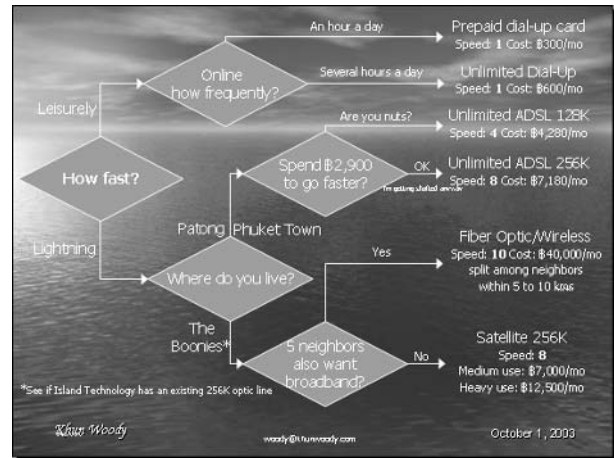 An hour a day
Prepaid dial-up card
Speed: 1 Cost: ฿300/mo
Online
how frequently?
Several hours a day
Unlimited Dial-Up
Speed: 1 Cost: ฿600/mo
Leisurely
Are you nuts?
Unlimited ADSL 128K
Speed: 4 Cost: ฿4,280/mo
How fast?
Spend ฿2,900
to go faster?
OK
I'm getting shafted anyway
Unlimited ADSL 256K
Speed: 8 Cost: ฿7,180/mo
Lightning
Patong
Phuket Town
Where do you live?
Yes
Fiber Optic/Wireless
Speed: 10 Cost: ฿40,000/mo
split among neighbors
within 5 to 10 kms
The
Boonies*
5 neighbors
also want
broadband?
No
Satellite 256K
Speed: 8
Medium use: ฿7,000/mo
Heavy use: ฿12,500/mo
*See if Island Technology has an existing 256K optic line
Khun Woody
woody@khunwoody.com
October 1, 2003